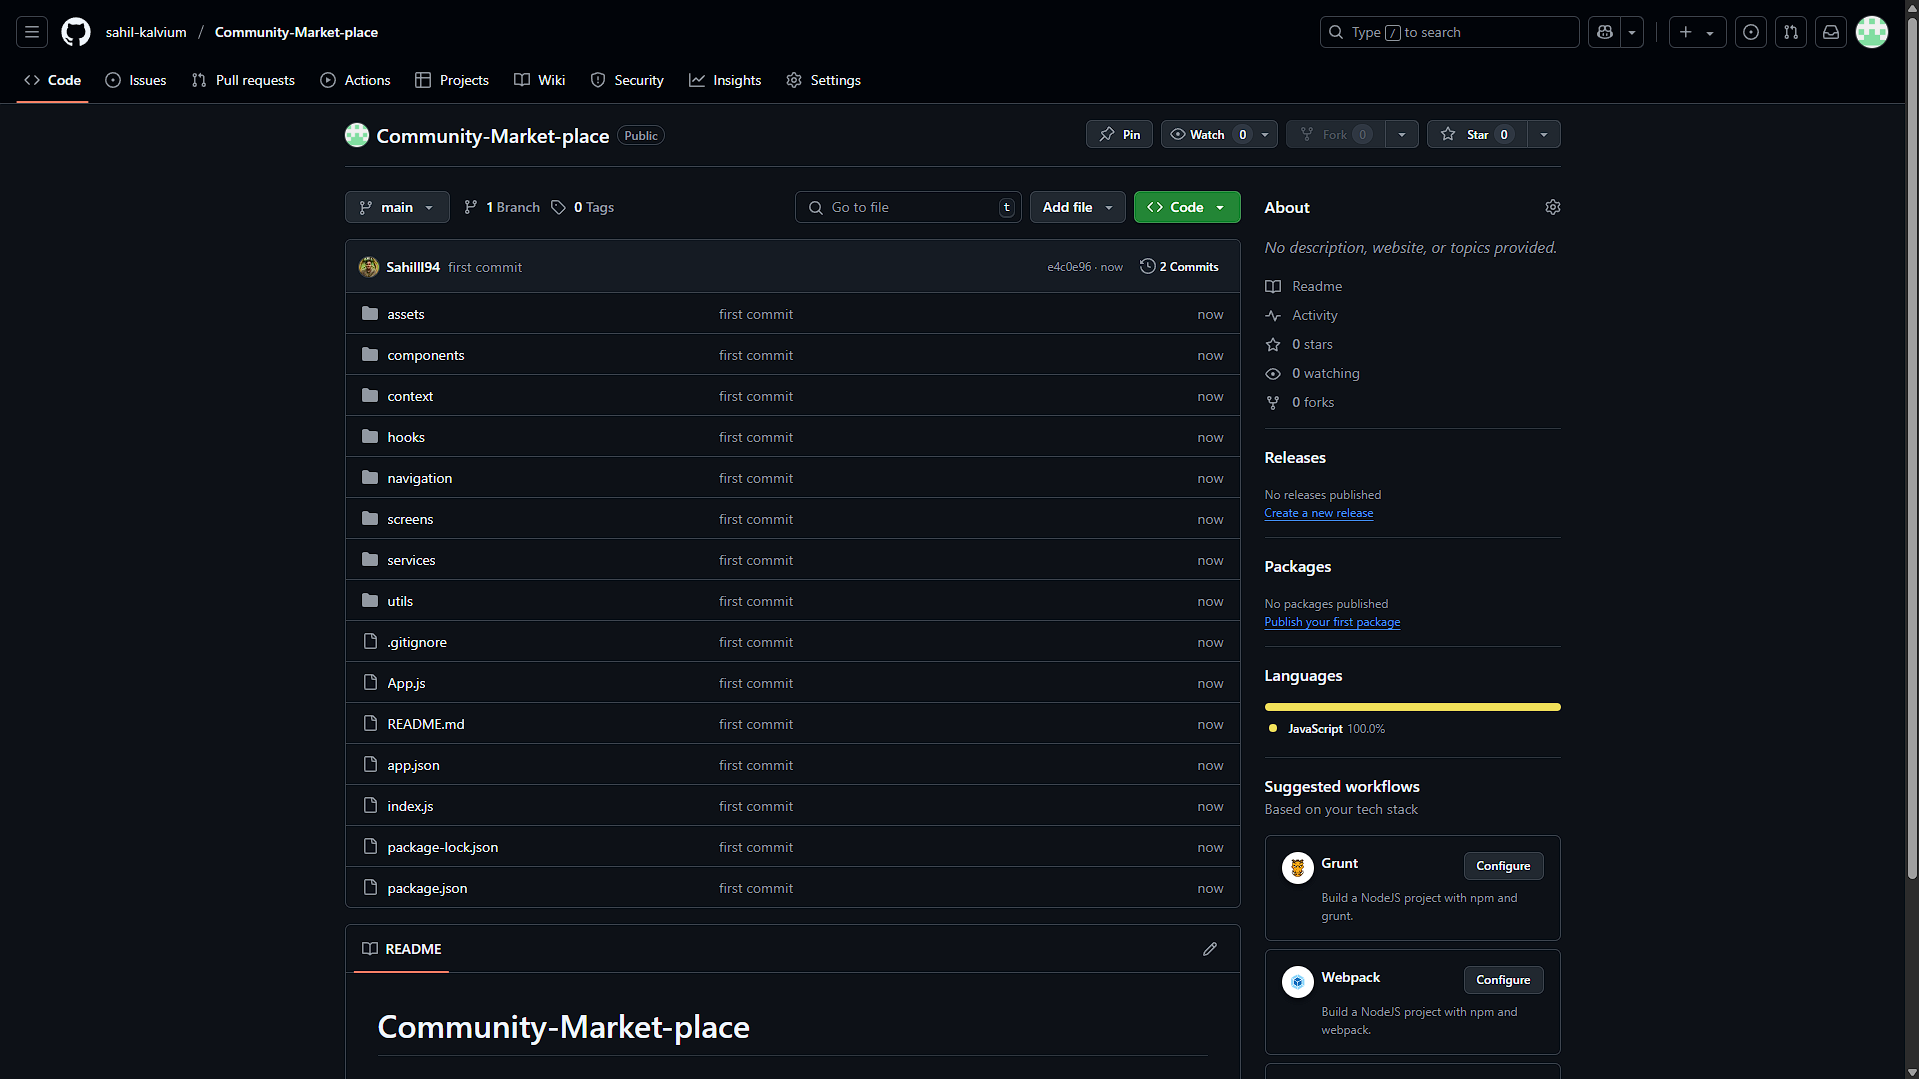 sahil-kalvium / Community-Market-place
Type / to search
Code Issues Pull requests Actions Projects Wiki Security Insights Settings
Community-Market-place Public
Pin Watch 0 Fork 0 Star 0
main 1 Branch 0 Tags Go to file t Add file Code
About
No description, website, or topics provided.
Readme
Activity
0 stars
0 watching
0 forks
Sahilll94 first commit e4c0e96 · now 2 Commits
assets first commit now
components first commit now
context first commit now
hooks first commit now
navigation first commit now
screens first commit now
services first commit now
utils first commit now
.gitignore first commit now
App.js first commit now
README.md first commit now
app.json first commit now
index.js first commit now
package-lock.json first commit now
package.json first commit now
Releases
No releases published
Create a new release
Packages
No packages published
Publish your first package
Languages
JavaScript 100.0%
Suggested workflows
Based on your tech stack
Grunt Configure
Build a NodeJS project with npm and
grunt.
Webpack Configure
Build a NodeJS project with npm and
webpack.
README
Community-Market-place